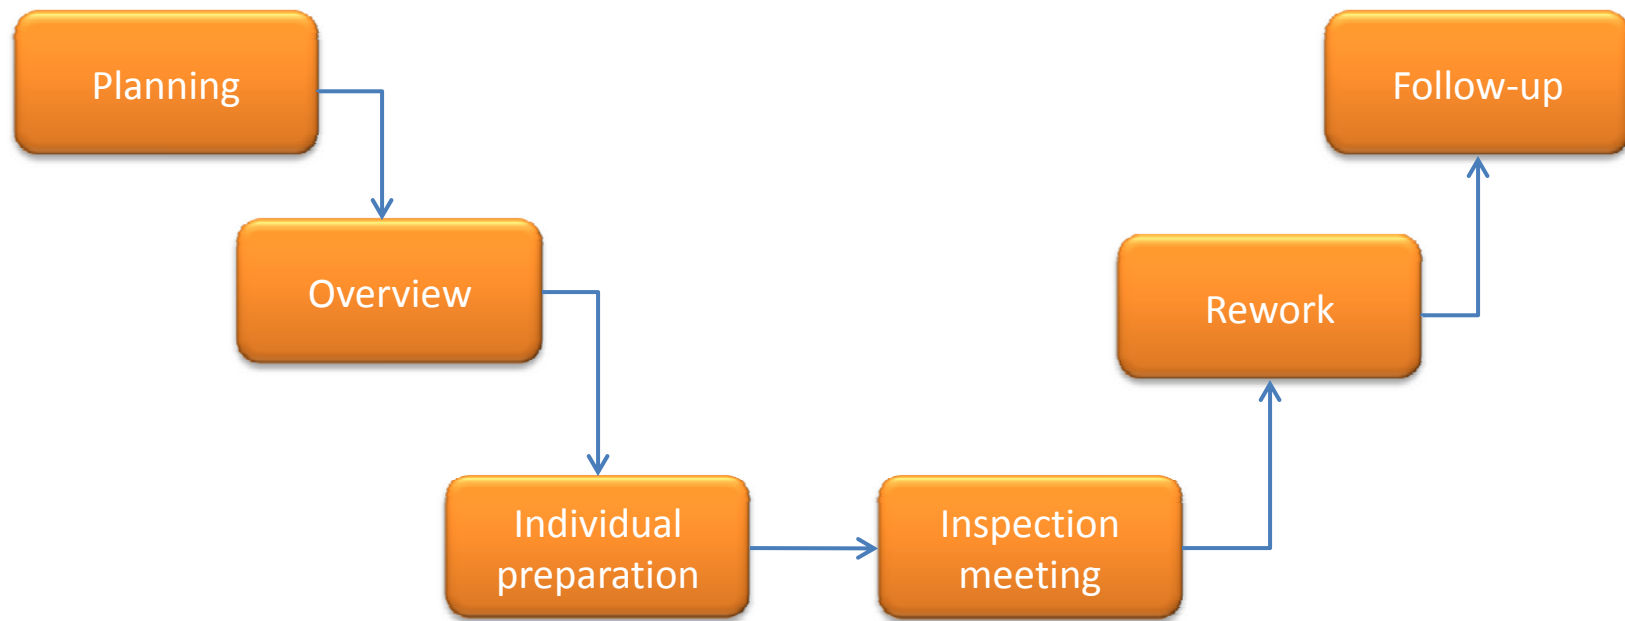 Planning
Overview
Individual
preparation
Inspection
meeting
Rework
Follow-up